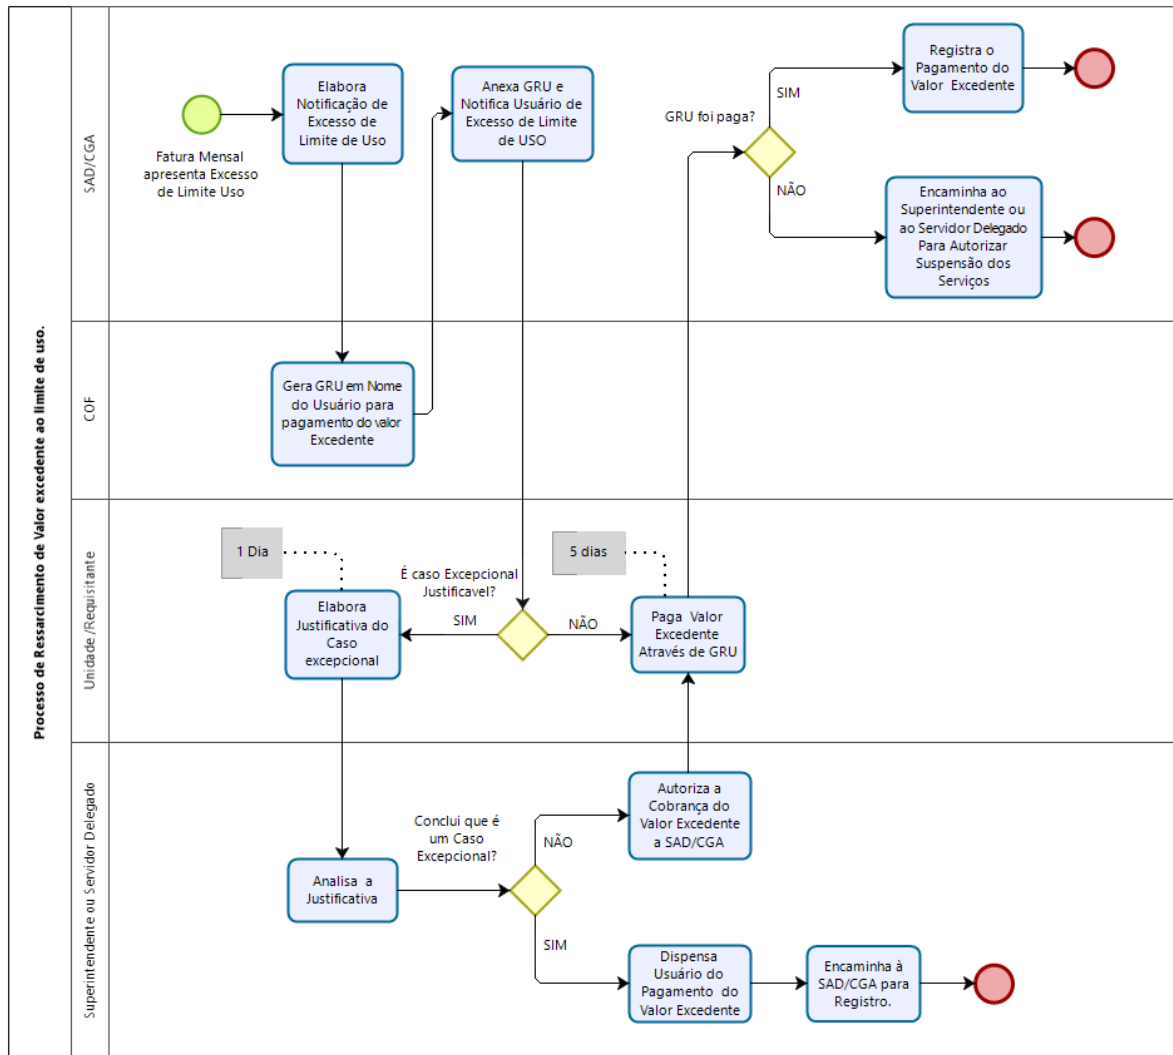 Processo de Ressarcimento de Valor excedente ao limite de uso.
SAD/CGA
Fatura Mensal
apresenta Excesso
de Limite Uso
Elabora
Notificação de
Excesso de
Limite de Uso
Anexa GRU e
Notifica Usuário de
Excesso de Limite
de USO
GRU foi paga?
SIM
NÃO
Registra o
Pagamento do
Valor Excedente
Encaminha ao
Superintendente ou
ao Servidor Delegado
Para Autorizar
Suspensão dos
Serviços
COF
Gera GRU em Nome
do Usuário para
pagamento do valor
Excedente
Unidade/Requisitante
1 Dia
Elabora
Justificativa do
Caso
excepcional
É caso Excepcional
Justificavel?
SIM
NÃO
5 dias
Paga Valor
Excedente
Através de GRU
Superintendente ou Servidor Delegado
Analisa a
Justificativa
Conclui que é
um Caso
Excepcional?
NÃO
SIM
Autoriza a
Cobrança do
Valor Excedente
a SAD/CGA
Dispensa
Usuário do
Pagamento do
Valor Excedente
Encaminha à
SAD/CGA para
Registro.